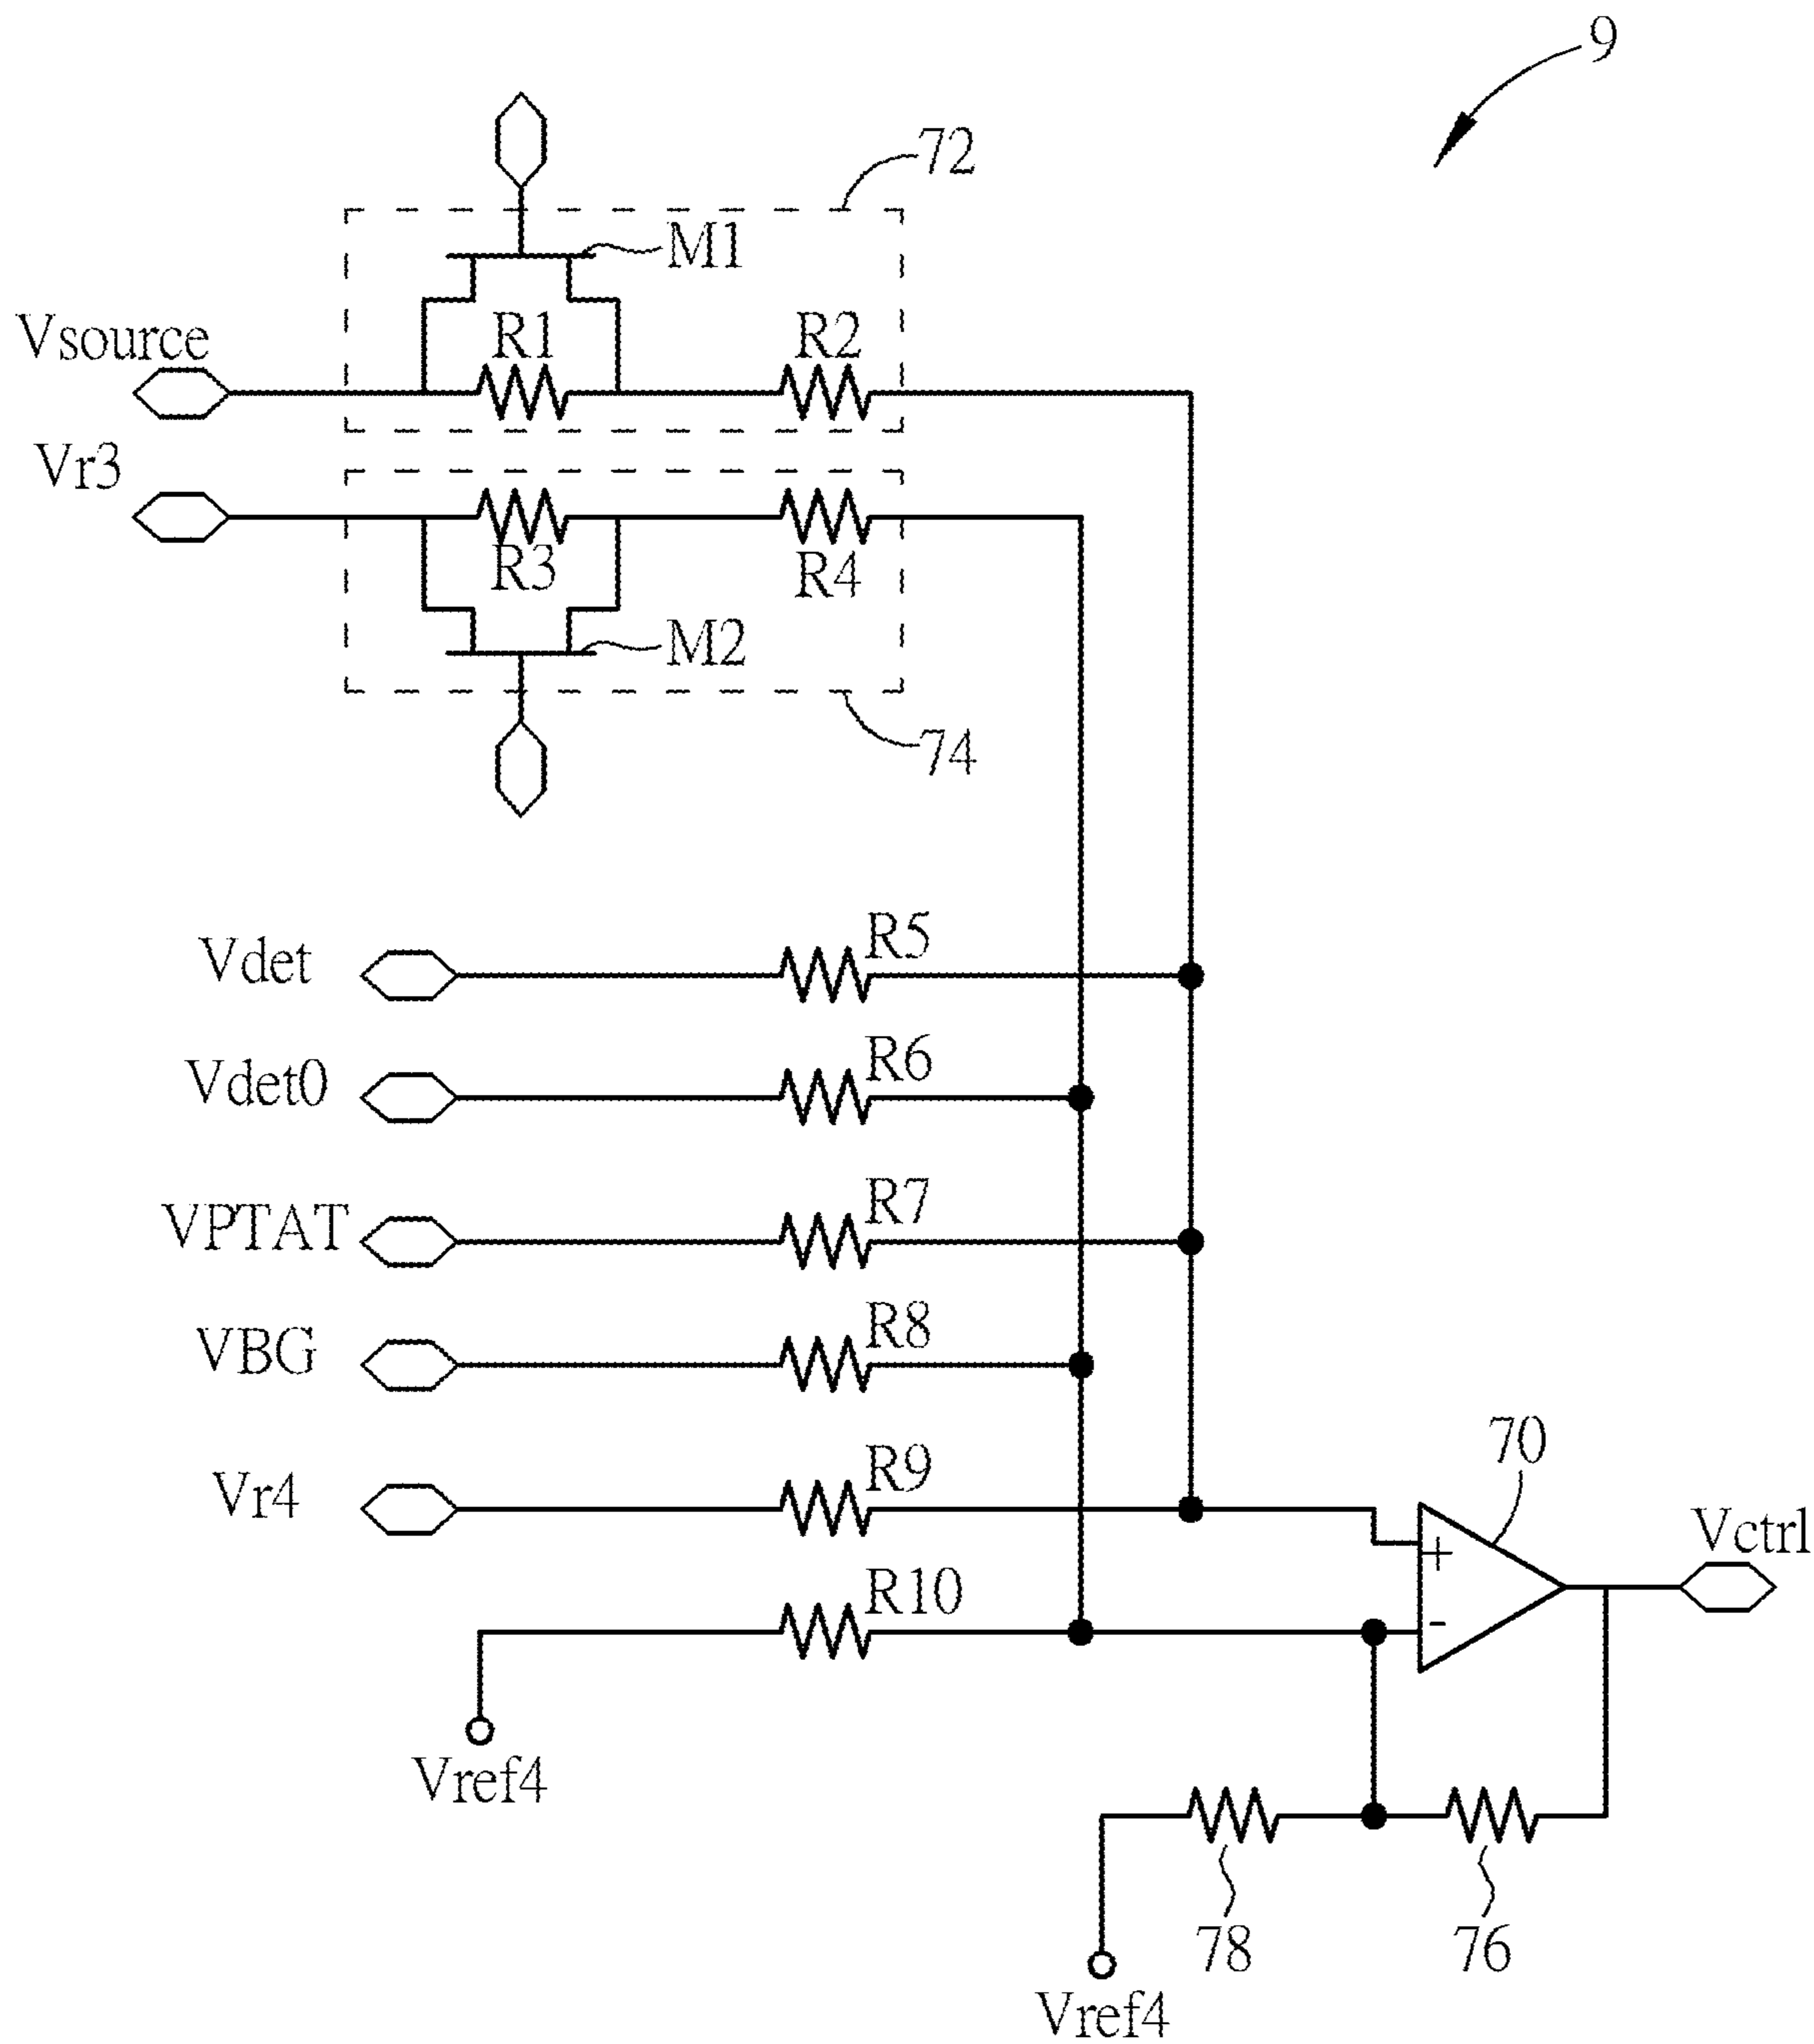 9
72
M1
Vsource
R1
R2
Vr3
R3
R4
M2
74
Vdet
R5
Vdet0
R6
VPTAT
R7
VBG
R8
Vr4
R9
70
+
Vctrl
R10
-
Vref4
78
76
Vref4